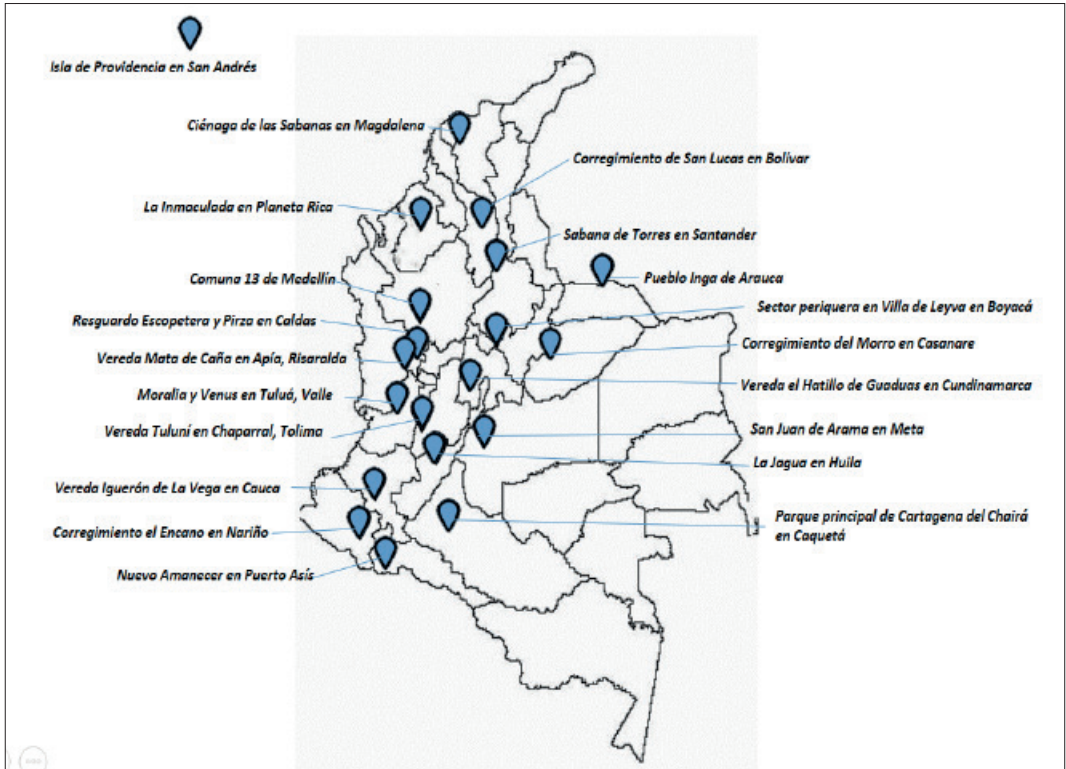 Isla de Providencia en San Andrés
Ciénaga de las Sabanas en Magdalena
Corregimiento de San Lucas en Bolívar
La Inmaculada en Planeta Rica
Sabana de Torres en Santander
Comuna 13 de Medellín
Pueblo Inga de Arauca
Resguardo Escopetera y Pirza en Caldas
Sector periquera en Villa de Leyva en Boyacá
Vereda Mata de Caña en Apía, Risaralda
Corregimiento del Morro en Casanare
Moralia y Venus en Tuluá, Valle
Vereda el Hatillo de Guaduas en Cundinamarca
Vereda Tuluní en Chaparral, Tolima
San Juan de Arama en Meta
La Jagua en Huila
Vereda Iguerón de La Vega en Cauca
Parque principal de Cartagena del Chairá
en Caquetá
Corregimiento el Encano en Nariño
Nuevo Amanecer en Puerto Asís